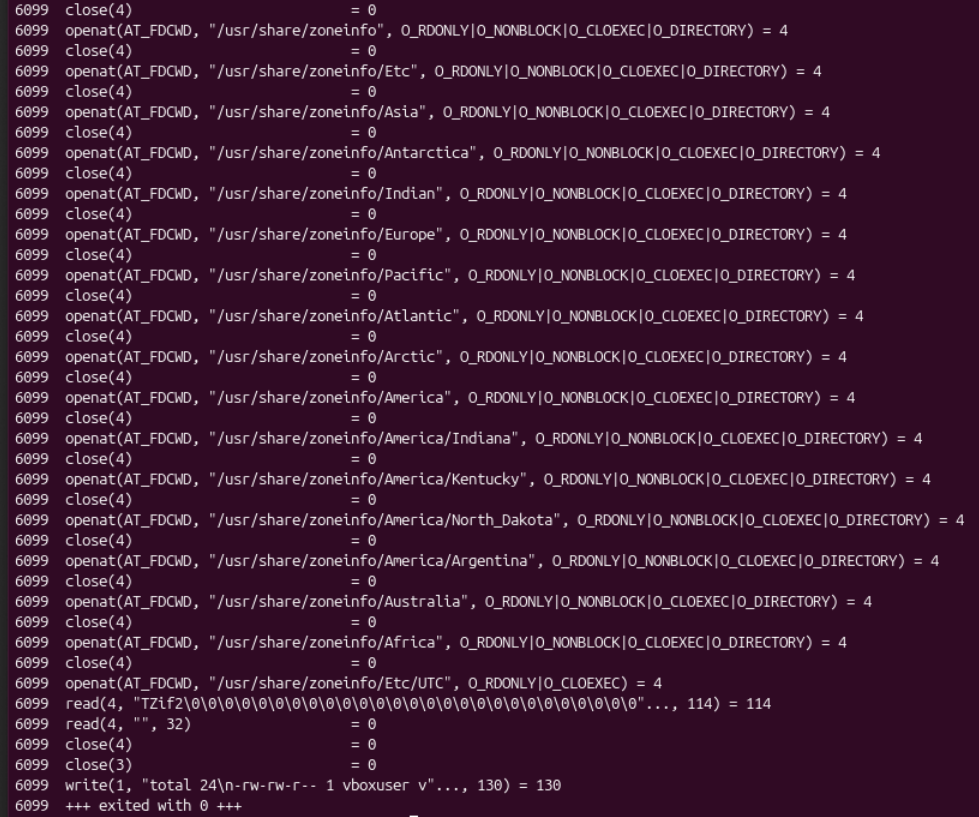 6099  close(4)                          = 0
6099  openat(AT_FDCWD, "/usr/share/zoneinfo", O_RDONLY|O_NONBLOCK|O_CLOEXEC|O_DIRECTORY) = 4
6099  close(4)                          = 0
6099  openat(AT_FDCWD, "/usr/share/zoneinfo/Etc", O_RDONLY|O_NONBLOCK|O_CLOEXEC|O_DIRECTORY) = 4
6099  close(4)                          = 0
6099  openat(AT_FDCWD, "/usr/share/zoneinfo/Asia", O_RDONLY|O_NONBLOCK|O_CLOEXEC|O_DIRECTORY) = 4
6099  close(4)                          = 0
6099  openat(AT_FDCWD, "/usr/share/zoneinfo/Antarctica", O_RDONLY|O_NONBLOCK|O_CLOEXEC|O_DIRECTORY) = 4
6099  close(4)                          = 0
6099  openat(AT_FDCWD, "/usr/share/zoneinfo/Indian", O_RDONLY|O_NONBLOCK|O_CLOEXEC|O_DIRECTORY) = 4
6099  close(4)                          = 0
6099  openat(AT_FDCWD, "/usr/share/zoneinfo/Europe", O_RDONLY|O_NONBLOCK|O_CLOEXEC|O_DIRECTORY) = 4
6099  close(4)                          = 0
6099  openat(AT_FDCWD, "/usr/share/zoneinfo/Pacific", O_RDONLY|O_NONBLOCK|O_CLOEXEC|O_DIRECTORY) = 4
6099  close(4)                          = 0
6099  openat(AT_FDCWD, "/usr/share/zoneinfo/Atlantic", O_RDONLY|O_NONBLOCK|O_CLOEXEC|O_DIRECTORY) = 4
6099  close(4)                          = 0
6099  openat(AT_FDCWD, "/usr/share/zoneinfo/Arctic", O_RDONLY|O_NONBLOCK|O_CLOEXEC|O_DIRECTORY) = 4
6099  close(4)                          = 0
6099  openat(AT_FDCWD, "/usr/share/zoneinfo/America", O_RDONLY|O_NONBLOCK|O_CLOEXEC|O_DIRECTORY) = 4
6099  close(4)                          = 0
6099  openat(AT_FDCWD, "/usr/share/zoneinfo/America/Indiana", O_RDONLY|O_NONBLOCK|O_CLOEXEC|O_DIRECTORY) = 4
6099  close(4)                          = 0
6099  openat(AT_FDCWD, "/usr/share/zoneinfo/America/Kentucky", O_RDONLY|O_NONBLOCK|O_CLOEXEC|O_DIRECTORY) = 4
6099  close(4)                          = 0
6099  openat(AT_FDCWD, "/usr/share/zoneinfo/America/North_Dakota", O_RDONLY|O_NONBLOCK|O_CLOEXEC|O_DIRECTORY) = 4
6099  close(4)                          = 0
6099  openat(AT_FDCWD, "/usr/share/zoneinfo/America/Argentina", O_RDONLY|O_NONBLOCK|O_CLOEXEC|O_DIRECTORY) = 4
6099  close(4)                          = 0
6099  openat(AT_FDCWD, "/usr/share/zoneinfo/Australia", O_RDONLY|O_NONBLOCK|O_CLOEXEC|O_DIRECTORY) = 4
6099  close(4)                          = 0
6099  openat(AT_FDCWD, "/usr/share/zoneinfo/Africa", O_RDONLY|O_NONBLOCK|O_CLOEXEC|O_DIRECTORY) = 4
6099  close(4)                          = 0
6099  openat(AT_FDCWD, "/usr/share/zoneinfo/Etc/UTC", O_RDONLY|O_CLOEXEC) = 4
6099  read(4, "TZif2\0\0\0\0\0\0\0\0\0\0\0\0\0\0\0\0\0\0\0\0\0\0\0\0\0\0\0"..., 114) = 114
6099  read(4, "", 32)                   = 0
6099  close(4)                          = 0
6099  close(3)                          = 0
6099  write(1, "total 24\n-rw-rw-r-- 1 vboxuser v"..., 130) = 130
6099  +++ exited with 0 +++